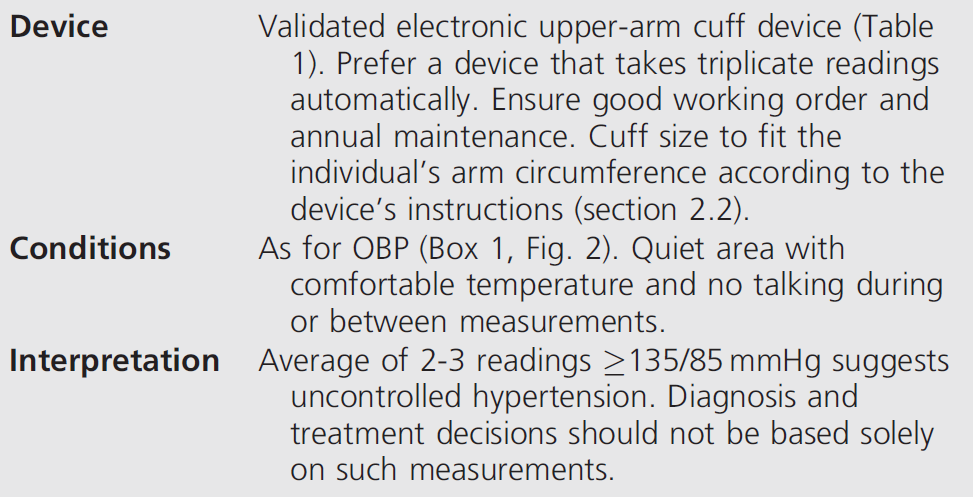 Device Validated electronic upper-arm cuff device (Table
1). Prefer a device that takes triplicate readings
automatically. Ensure good working order and
annual maintenance. Cuff size to fit the
individual’s arm circumference according to the
device’s instructions (section 2.2).
Conditions As for OBP (Box 1, Fig. 2). Quiet area with
comfortable temperature and no talking during
or between measurements.
Interpretation Average of 2-3 readings ≥135/85 mmHg suggests
uncontrolled hypertension. Diagnosis and
treatment decisions should not be based solely
on such measurements.